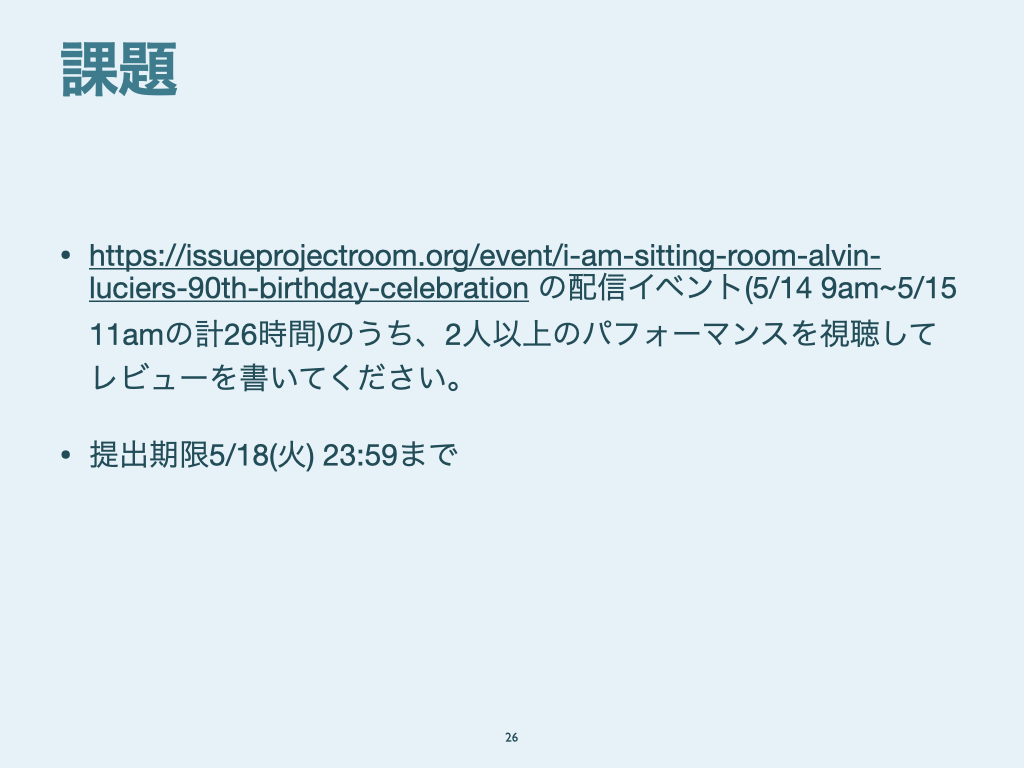 課題
• https://issueprojectroom.org/event/i-am-sitting-room-alvin-
luciers-90th-birthday-celebration の配信イベント(5/14 9am~5/15
11amの計26時間)のうち、2人以上のパフォーマンスを視聴して
レビューを書いてください。
• 提出期限5/18(火) 23:59まで
26